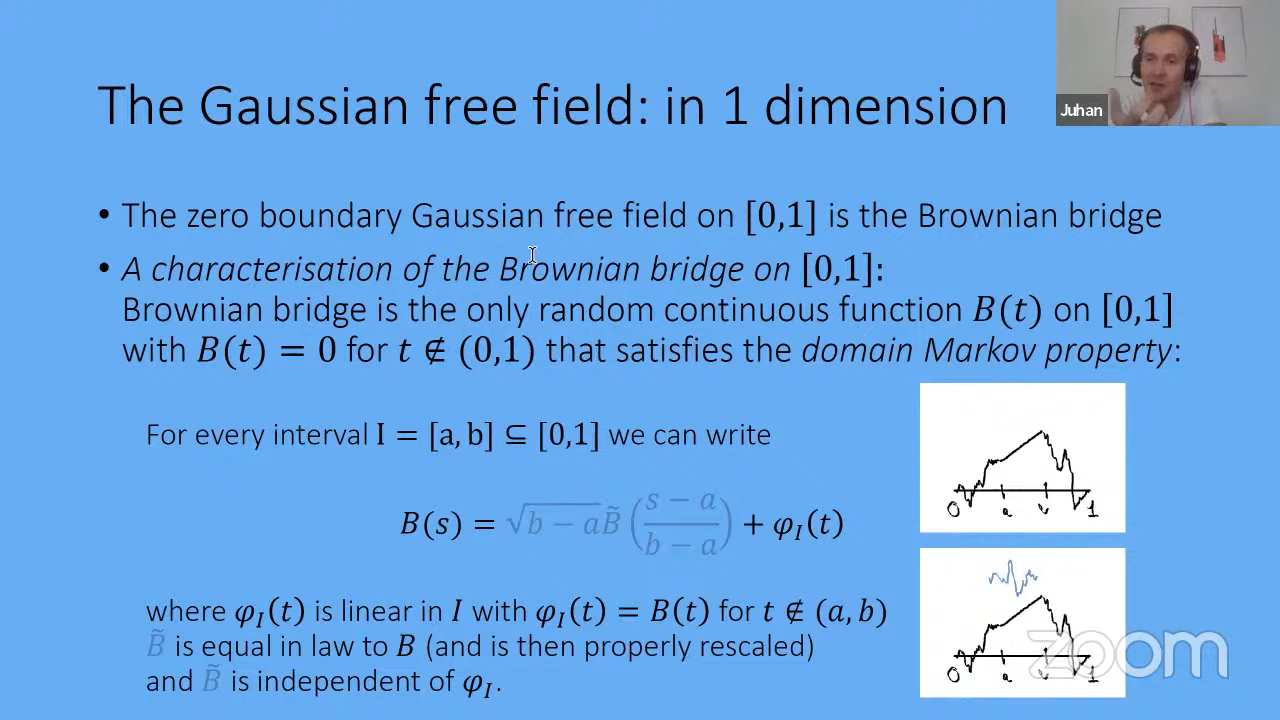 The Gaussian free field: in 1 dimension
Juhan
• The zero boundary Gaussian free field on [0,1] is the Brownian bridge
• A characterisation of the Brownian bridge on [0,1]:
Brownian bridge is the only random continuous function B(t) on [0,1]
with B(t) = 0 for t ∉ (0,1) that satisfies the domain Markov property:
For every interval I = [a,b] ⊆ [0,1] we can write
B(s) = √(b − a) B̃((s − a)/(b − a)) + φ_I(t)
where φ_I(t) is linear in I with φ_I(t) = B(t) for t ∉ (a, b)
B̃ is equal in law to B (and is then properly rescaled)
and B̃ is independent of φ_I.
0 a 1
0 a 1
zoom